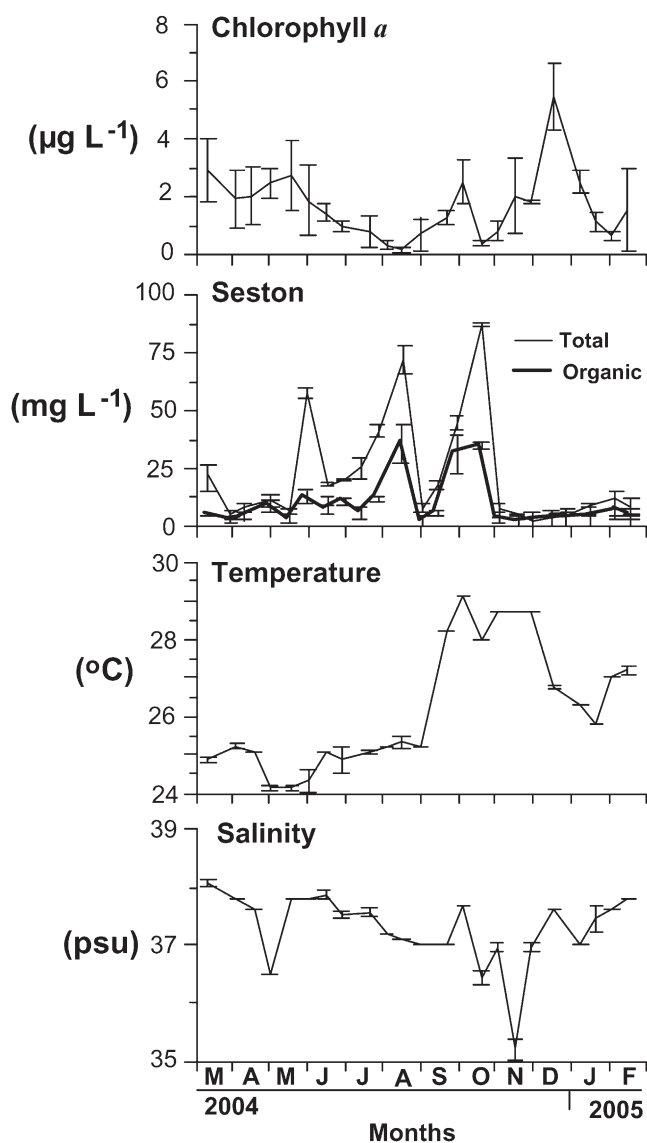 Chlorophyll a
8
6
4
2
0
(µg L-1)
Seston
100
75
50
25
0
(mg L-1)
Total
Organic
Temperature
30
28
26
24
(oC)
Salinity
39
37
35
(psu)
M A M J J A S O N D J F
2004 2005
Months